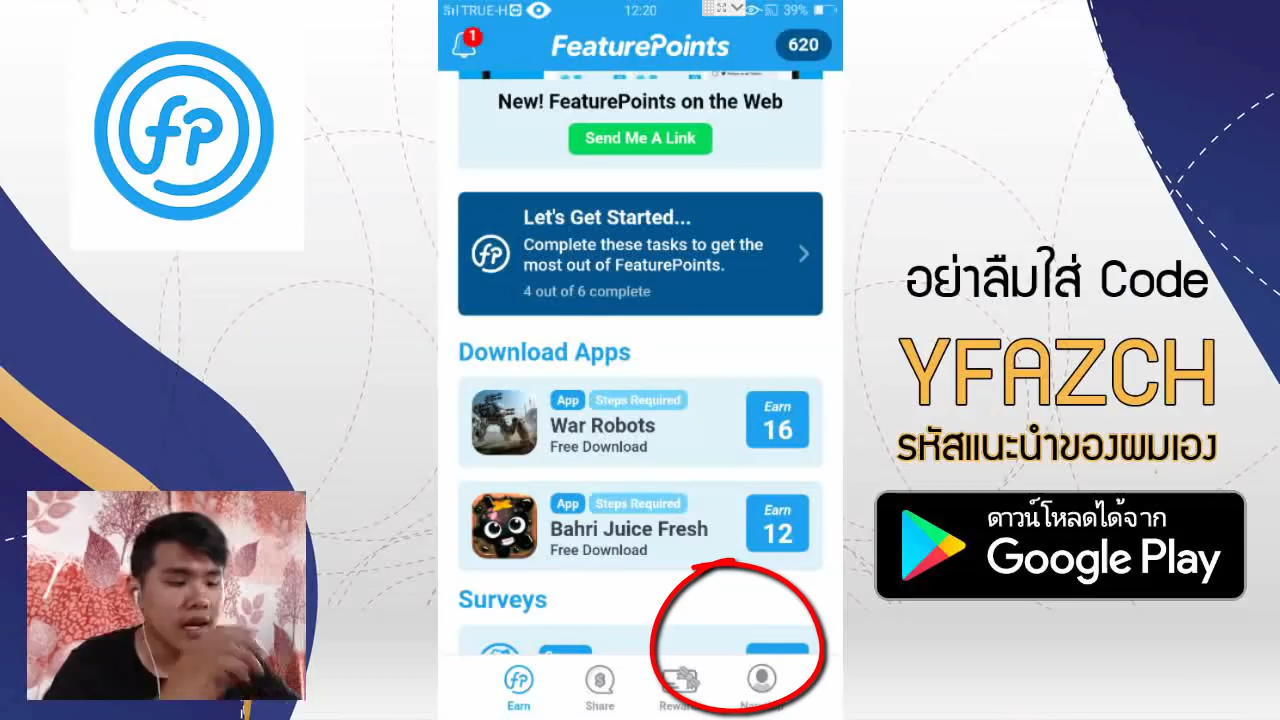 TRUE-H
12:20
39%
1
FeaturePoints
620
New! FeaturePoints on the Web
Send Me A Link
Let's Get Started...
Complete these tasks to get the
most out of FeaturePoints.
4 out of 6 complete
Download Apps
App Steps Required
War Robots
Free Download
Earn
16
App Steps Required
Bahri Juice Fresh
Free Download
Earn
12
Surveys
Earn
Share
fp
อย่าลืมใส่ Code
YFAZCH
รหัสแนะนำของผมเอง
ดาวน์โหลดได้จาก
Google Play